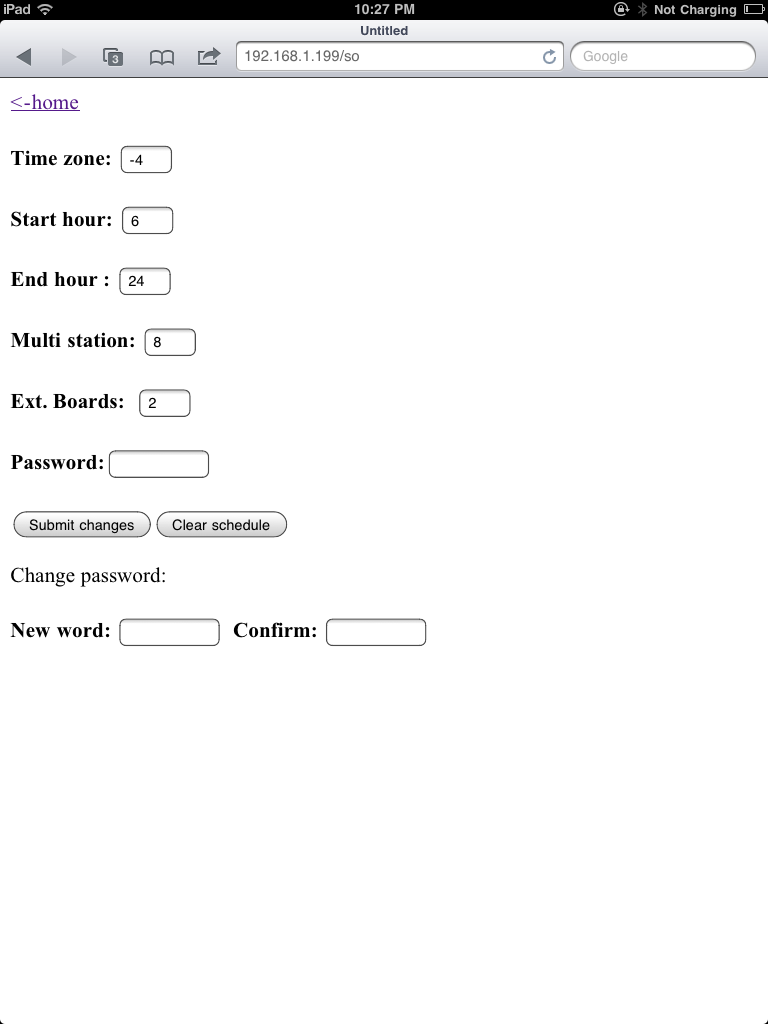 iPad 10:27 PM Not Charging
Untitled
3 192.168.1.199/so Google
<-home
Time zone: -4
Start hour: 6
End hour : 24
Multi station: 8
Ext. Boards: 2
Password:
Submit changes Clear schedule
Change password:
New word: Confirm: